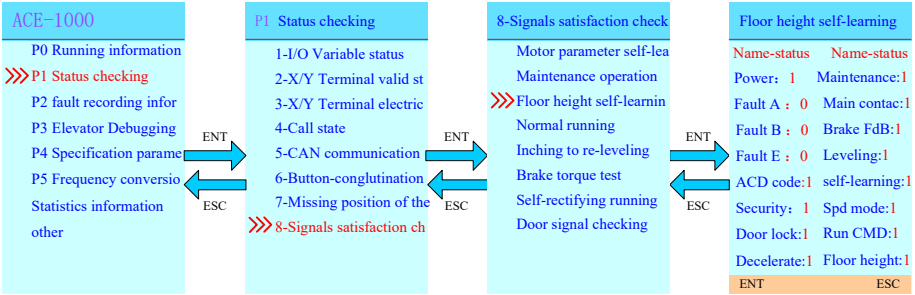 ACE-1000
P0 Running information
P1 Status checking
P2 fault recording infor
P3 Elevator Debugging
P4 Specification parame
P5 Frequency conversio
Statistics information
other
ENT
ESC
P1 Status checking
1-I/O Variable status
2-X/Y Terminal valid st
3-X/Y Terminal electric
4-Call state
5-CAN communication
6-Button-conglutination
7-Missing position of the
8-Signals satisfaction ch
ENT
ESC
8-Signals satisfaction check
Motor parameter self-lea
Maintenance operation
Floor height self-learnin
Normal running
Inching to re-leveling
Brake torque test
Self-rectifying running
Door signal checking
ENT
ESC
Floor height self-learning
Name-status Name-status
Power: 1 Maintenance:1
Fault A : 0 Main contac:1
Fault B : 0 Brake FdB:1
Fault E : 0 Leveling:1
ACD code:1 self-learning:1
Security: 1 Spd mode:1
Door lock:1 Run CMD:1
Decelerate:1 Floor height:1
ENT ESC